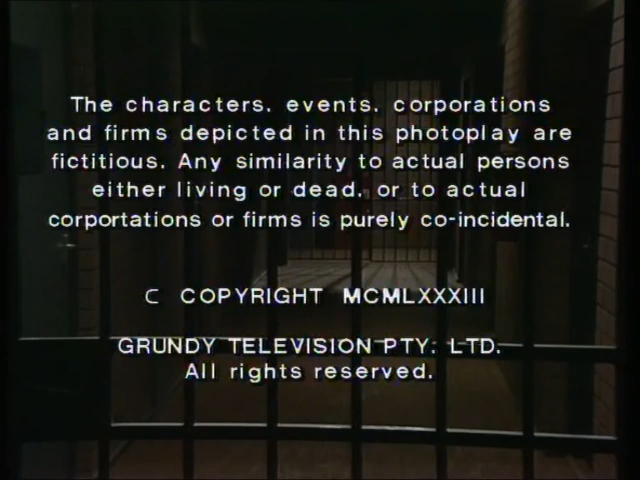 The characters, events, corporations
and firms depicted in this photoplay are
fictitious. Any similarity to actual persons
either living or dead, or to actual
corportations or firms is purely co-incidental.
C COPYRIGHT MCMLXXXIII
GRUNDY TELEVISION PTY. LTD.
All rights reserved.